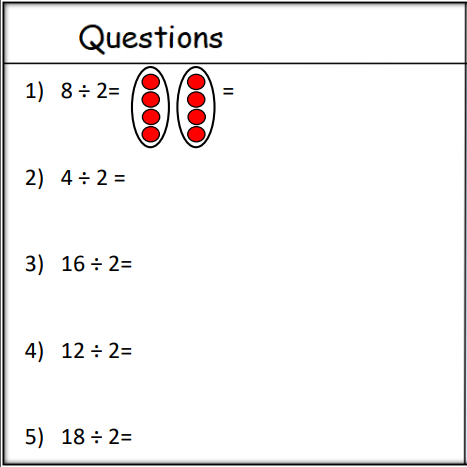 Questions
1) 8 ÷ 2= =
2) 4 ÷ 2 =
3) 16 ÷ 2=
4) 12 ÷ 2=
5) 18 ÷ 2=